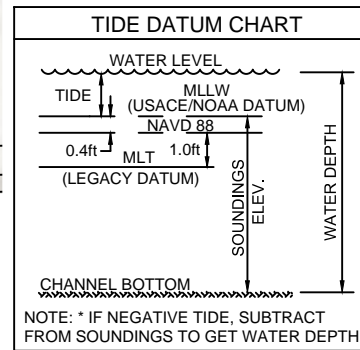 TIDE DATUM CHART
WATER LEVEL
TIDE
MLLW
(USACE/NOAA DATUM)
NAVD 88
0.4ft
1.0ft
MLT
(LEGACY DATUM)
SOUNDINGS
ELEV.
WATER DEPTH
CHANNEL BOTTOM
NOTE: * IF NEGATIVE TIDE, SUBTRACT
FROM SOUNDINGS TO GET WATER DEPTH